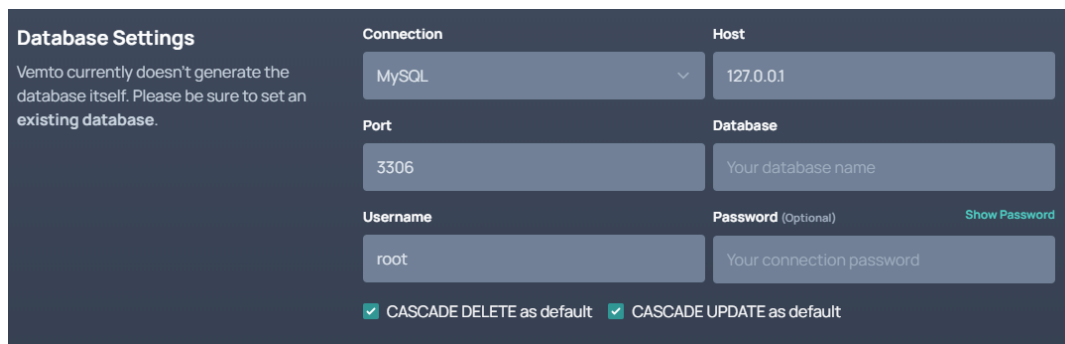 Database Settings
Vemto currently doesn't generate the
database itself. Please be sure to set an
existing database.
Connection
Host
MySQL
127.0.0.1
Port
Database
3306
Your database name
Username
Password (Optional)
Show Password
root
Your connection password
CASCADE DELETE as default
CASCADE UPDATE as default